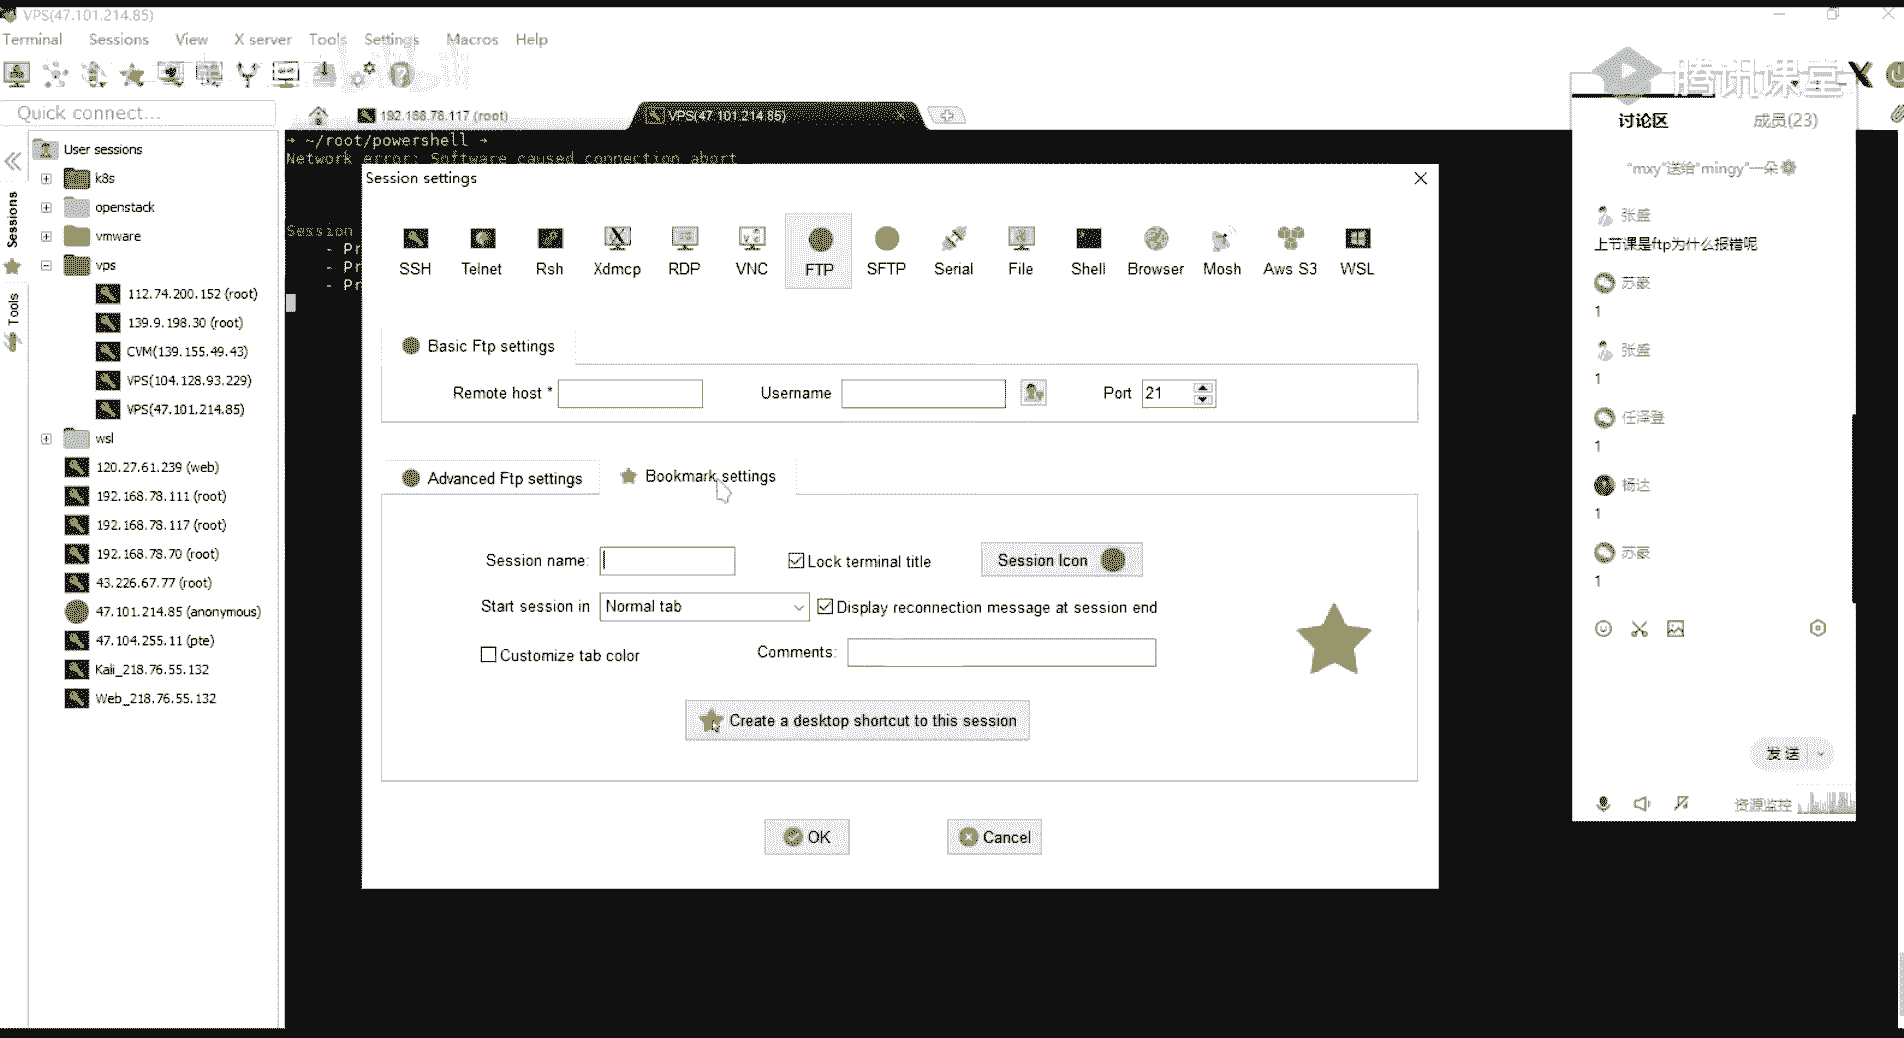 VPS(47.101.214.85)
Terminal Sessions View X server Tools Settings Macros Help
腾讯课堂
Quick connect...
192.168.78.117 (root)
VPS(47.101.214.85)
→ ~/root/powershell →
Network error: Software caused connection abort
Session
- Pr
- Pr
- Pr
Sessions
Tools
User sessions
k8s
openstack
vmware
vps
112.74.200.152 (root)
139.9.198.30 (root)
CVM(139.155.49.43)
VPS(104.128.93.229)
VPS(47.101.214.85)
wsl
120.27.61.239 (web)
192.168.78.111 (root)
192.168.78.117 (root)
192.168.78.70 (root)
43.226.67.77 (root)
47.101.214.85 (anonymous)
47.104.255.11 (pte)
Kali_218.76.55.132
Web_218.76.55.132
Session settings
SSH Telnet Rsh Xdmcp RDP VNC FTP SFTP Serial File Shell Browser Mosh Aws S3 WSL
Basic Ftp settings
Remote host * Username Port 21
Advanced Ftp settings Bookmark settings
Session name: Lock terminal title Session Icon
Start session in Normal tab Display reconnection message at session end
Customize tab color Comments:
Create a desktop shortcut to this session
OK Cancel
讨论区 成员(23)
"mxy"送给"mingy"一朵
张盛
上节课是ftp为什么报错呢
苏豪
1
张盛
1
任泽登
1
杨达
1
苏豪
1
发送
资源监控